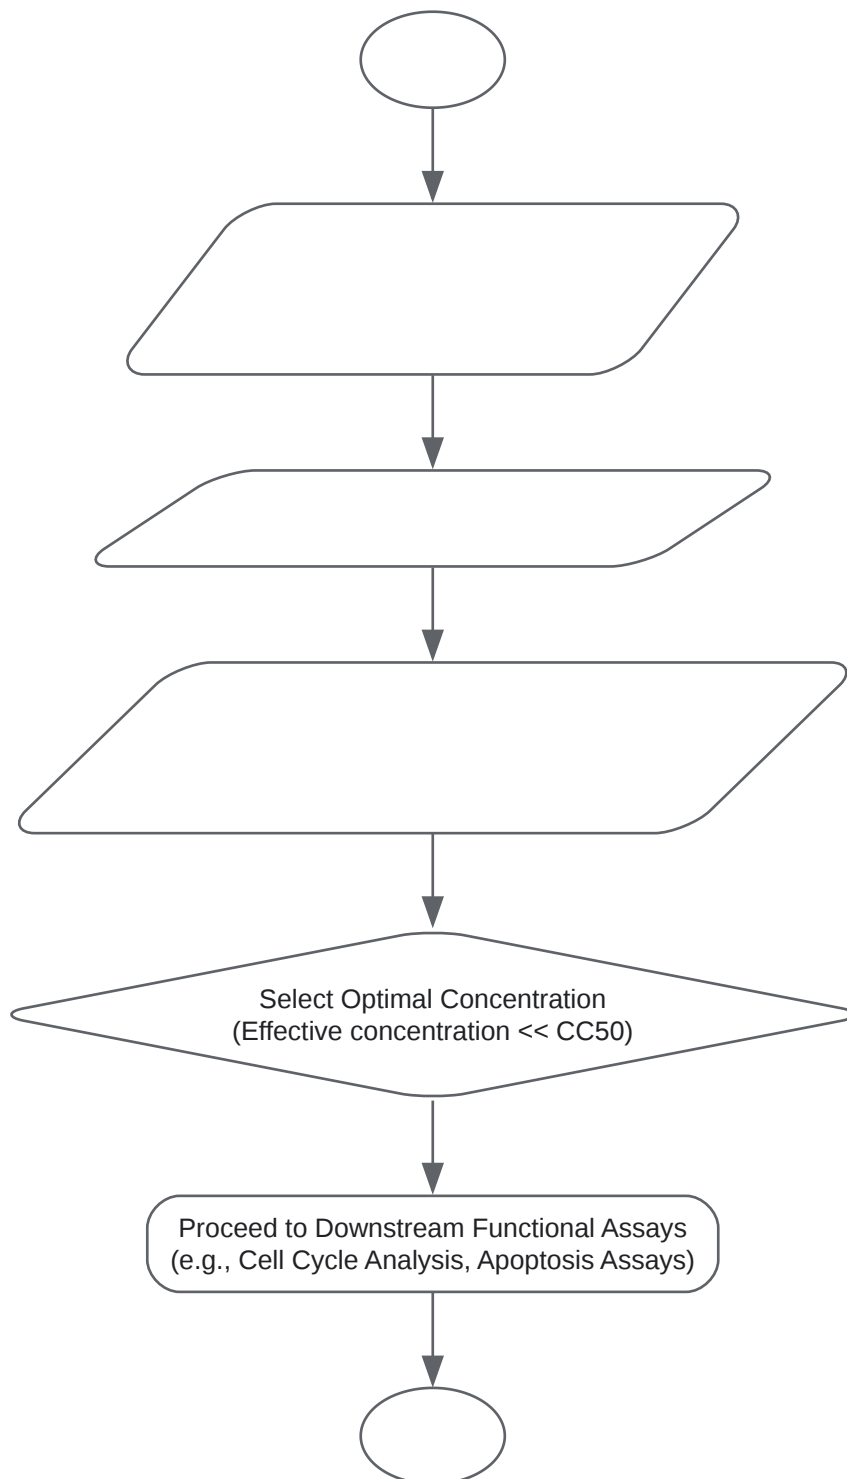 Select Optimal Concentration
(Effective concentration << CC50)
Proceed to Downstream Functional Assays
(e.g., Cell Cycle Analysis, Apoptosis Assays)